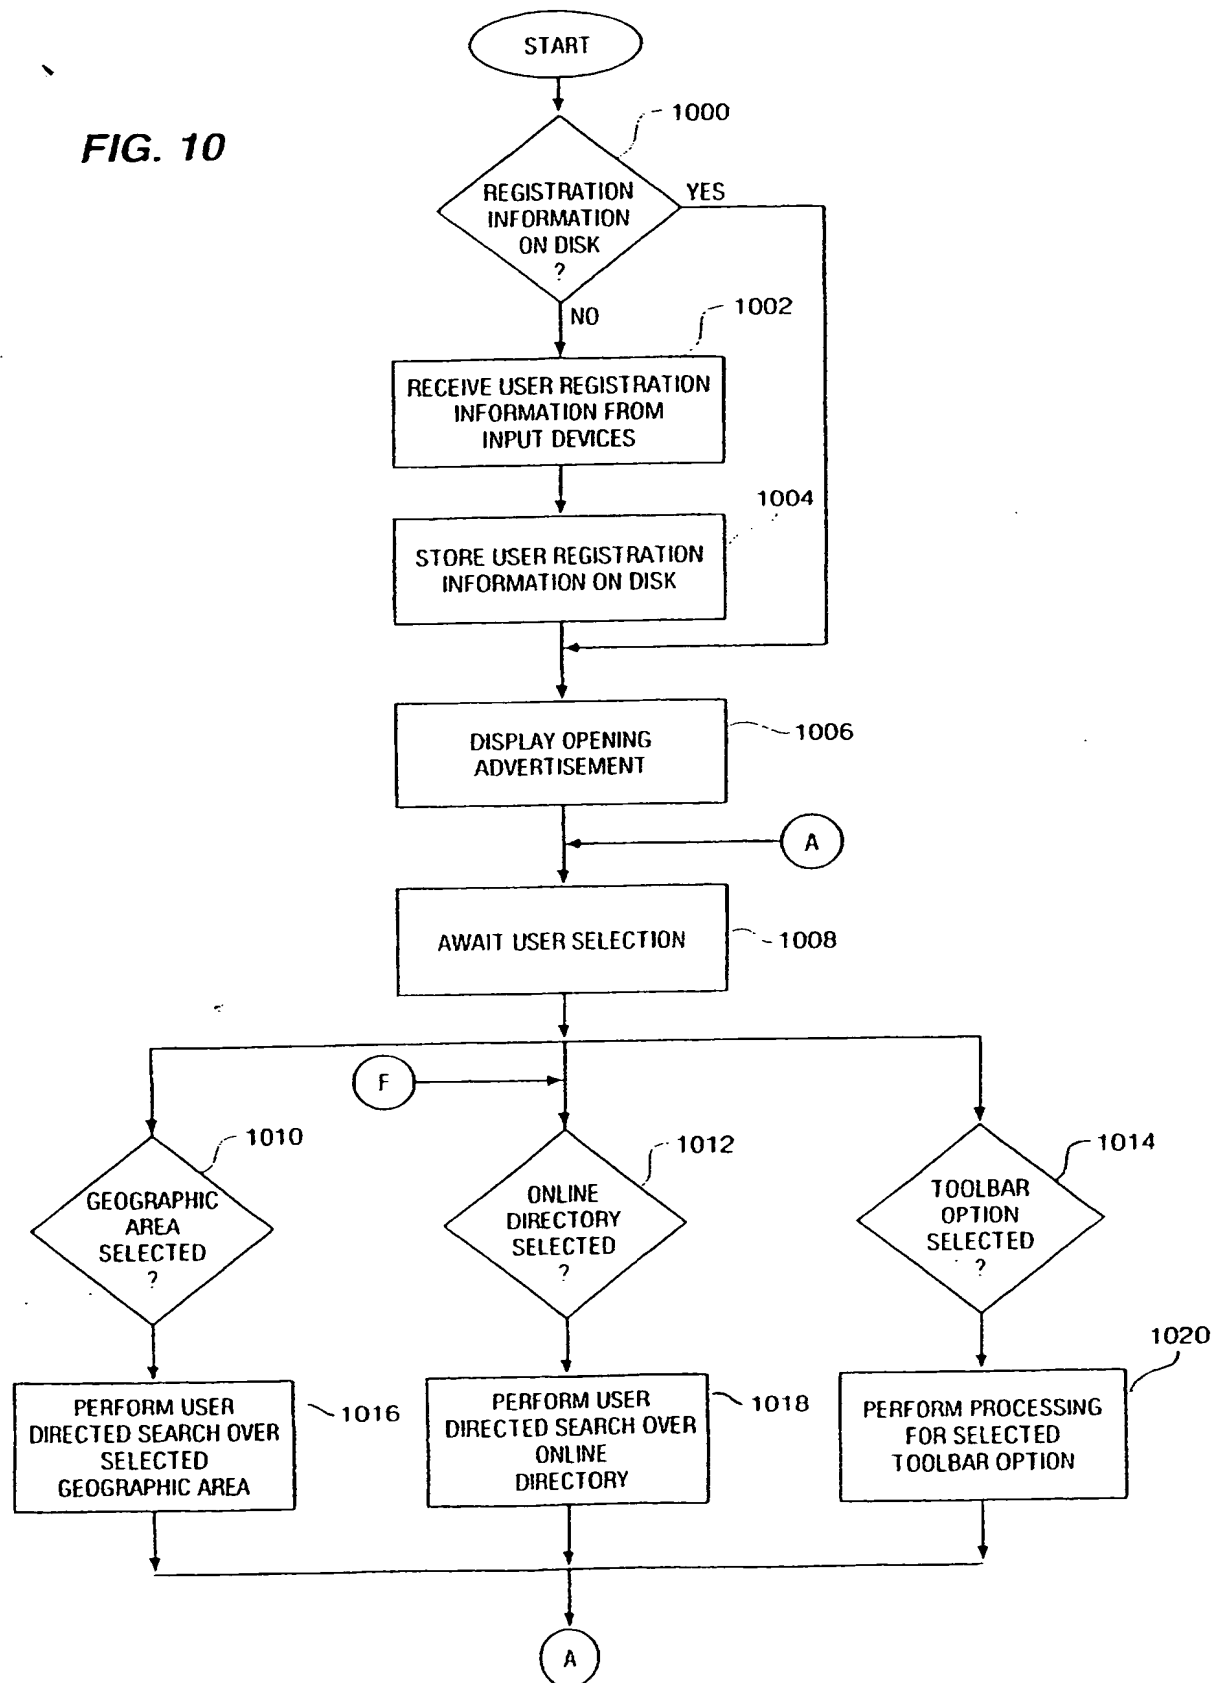 START
FIG. 10
1000
REGISTRATION
INFORMATION
ON DISK
?
YES
NO
1002
RECEIVE USER REGISTRATION
INFORMATION FROM
INPUT DEVICES
1004
STORE USER REGISTRATION
INFORMATION ON DISK
DISPLAY OPENING
ADVERTISEMENT
1006
A
AWAIT USER SELECTION
1008
F
1010
GEOGRAPHIC
AREA
SELECTED
?
1012
ONLINE
DIRECTORY
SELECTED
?
1014
TOOLBAR
OPTION
SELECTED
?
PERFORM USER
DIRECTED SEARCH OVER
SELECTED
GEOGRAPHIC AREA
1016
PERFORM USER
DIRECTED SEARCH OVER
ONLINE
DIRECTORY
1018
1020
PERFORM PROCESSING
FOR SELECTED
TOOLBAR OPTION
A